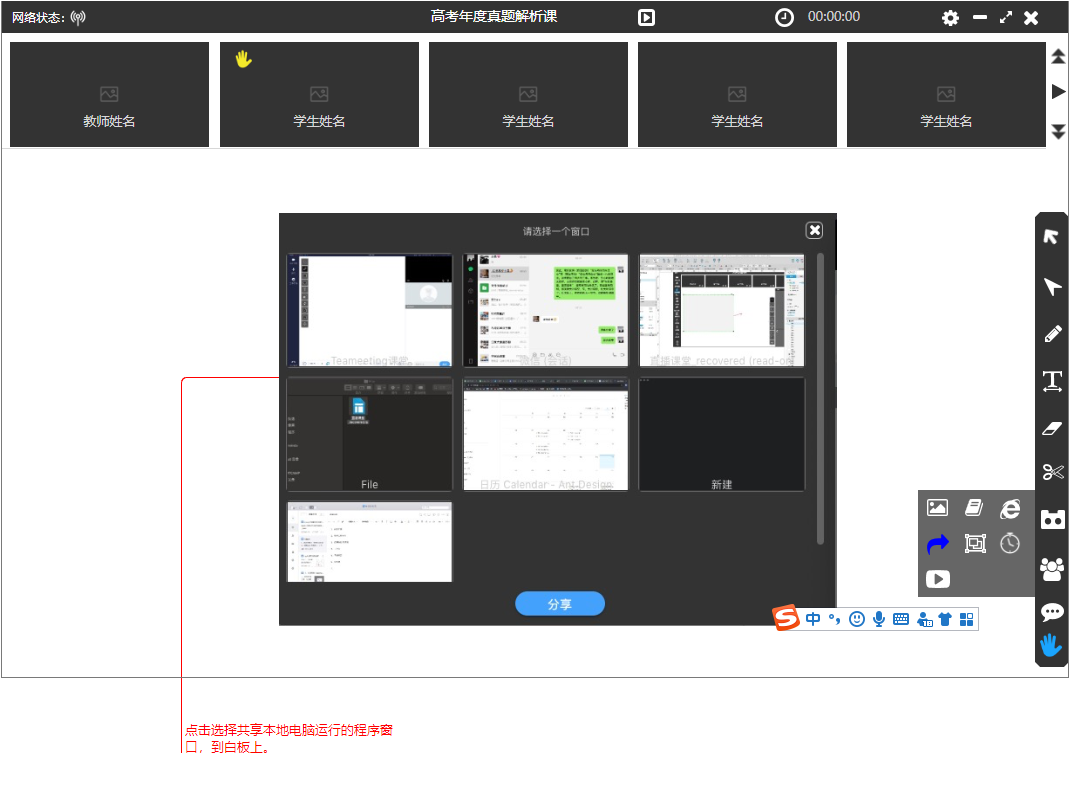 网络状态:
高考年度真题解析课
00:00:00
教师姓名
学生姓名
学生姓名
学生姓名
学生姓名
请选择一个窗口
Teameeting课堂
微信 (会话)
直播课堂_recovered (read-on
File
日历 Calendar - Ant Design
新建
分享
中
点击选择共享本地电脑运行的程序窗
口，到白板上。